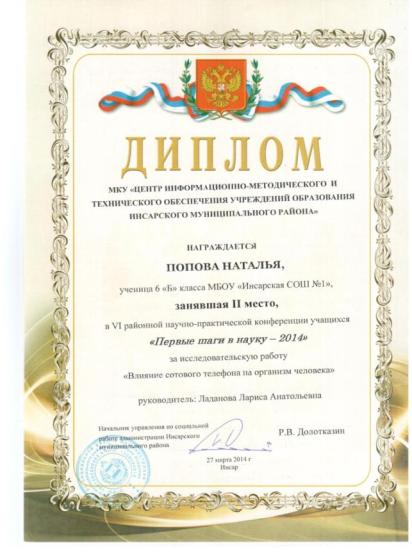 ДИПЛОМ
МКУ «ЦЕНТР ИНФОРМАЦИОННО-МЕТОДИЧЕСКОГО И
ТЕХНИЧЕСКОГО ОБЕСПЕЧЕНИЯ УЧРЕЖДЕНИЙ ОБРАЗОВАНИЯ
ИНСАРСКОГО МУНИЦИПАЛЬНОГО РАЙОНА»
НАГРАЖДАЕТСЯ
ПОПОВА НАТАЛЬЯ,
ученица 6 «Б» класса МБОУ «Инсарская СОШ №1»,
занявшая II место,
в VI районной научно-практической конференции учащихся
«Первые шаги в науку – 2014»
за исследовательскую работу
«Влияние сотового телефона на организм человека»
руководитель: Ладанова Лариса Анатольевна
Начальник управления по социальной
работе администрации Инсарского
муниципального района
Р.В. Долотказин
27 марта 2014 г
Инсар